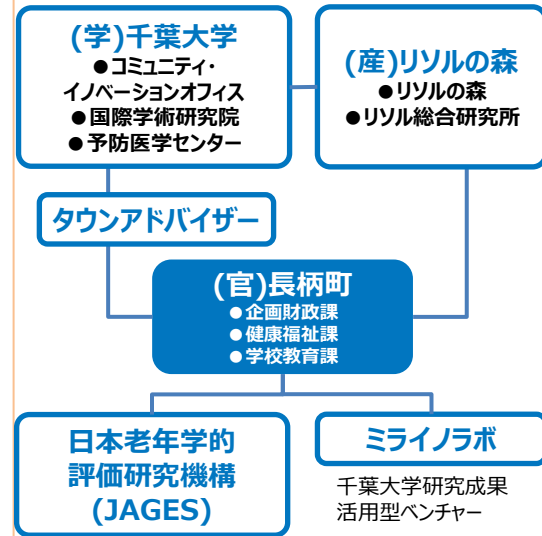 (学)千葉大学
●コミュニティ・
イノベーションオフィス
●国際学術研究院
●予防医学センター
(産)リソルの森
●リソルの森
●リソル総合研究所
タウンアドバイザー
(官)長柄町
●企画財政課
●健康福祉課
●学校教育課
日本老年学的
評価研究機構
(JAGES)
ミライノラボ
千葉大学研究成果
活用型ベンチャー